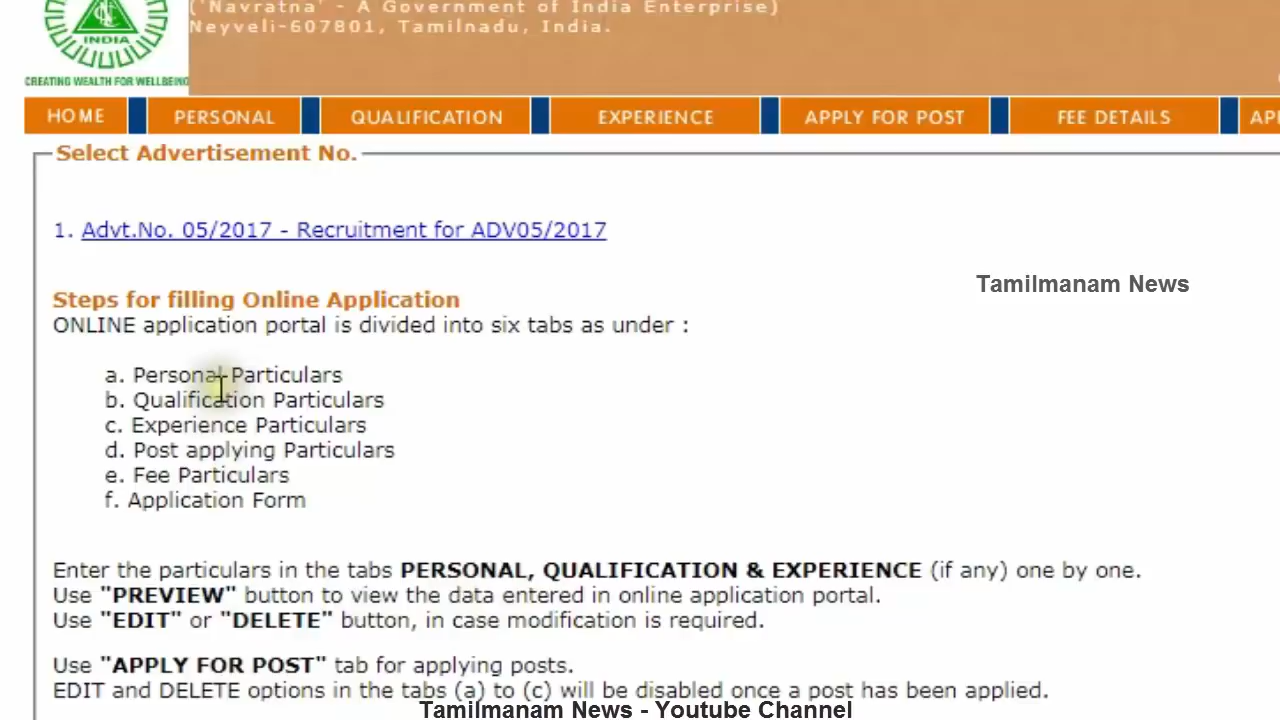 ('Navratna' - A Government of India Enterprise)
Neyveli-607801, Tamilnadu, India.
INDIA
CREATING WEALTH FOR WELLBEING
HOME PERSONAL QUALIFICATION EXPERIENCE APPLY FOR POST FEE DETAILS
Select Advertisement No.
1. Advt.No. 05/2017 - Recruitment for ADV05/2017
Tamilmanam News
Steps for filling Online Application
ONLINE application portal is divided into six tabs as under :
a. Personal Particulars
b. Qualification Particulars
c. Experience Particulars
d. Post applying Particulars
e. Fee Particulars
f. Application Form
Enter the particulars in the tabs PERSONAL, QUALIFICATION & EXPERIENCE (if any) one by one.
Use "PREVIEW" button to view the data entered in online application portal.
Use "EDIT" or "DELETE" button, in case modification is required.
Use "APPLY FOR POST" tab for applying posts.
EDIT and DELETE options in the tabs (a) to (c) will be disabled once a post has been applied.
Tamilmanam News - Youtube Channel